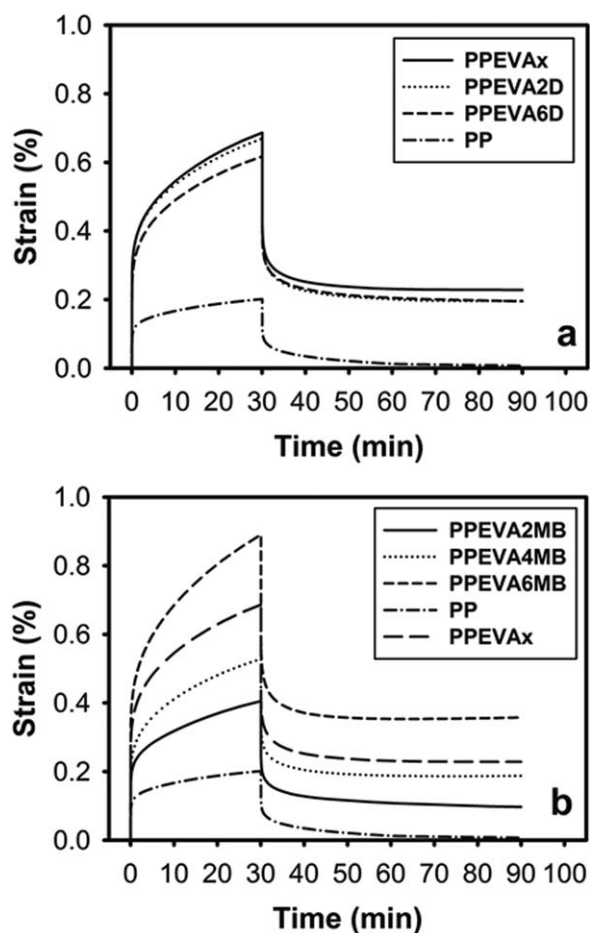 1.0
0.8
0.6
0.4
0.2
0.0
Strain (%)
PPEVAx
PPEVA2D
PPEVA6D
PP
a
0 10 20 30 40 50 60 70 80 90 100
Time (min)
1.0
0.8
0.6
0.4
0.2
0.0
Strain (%)
PPEVA2MB
PPEVA4MB
PPEVA6MB
PP
PPEVAx
b
0 10 20 30 40 50 60 70 80 90 100
Time (min)